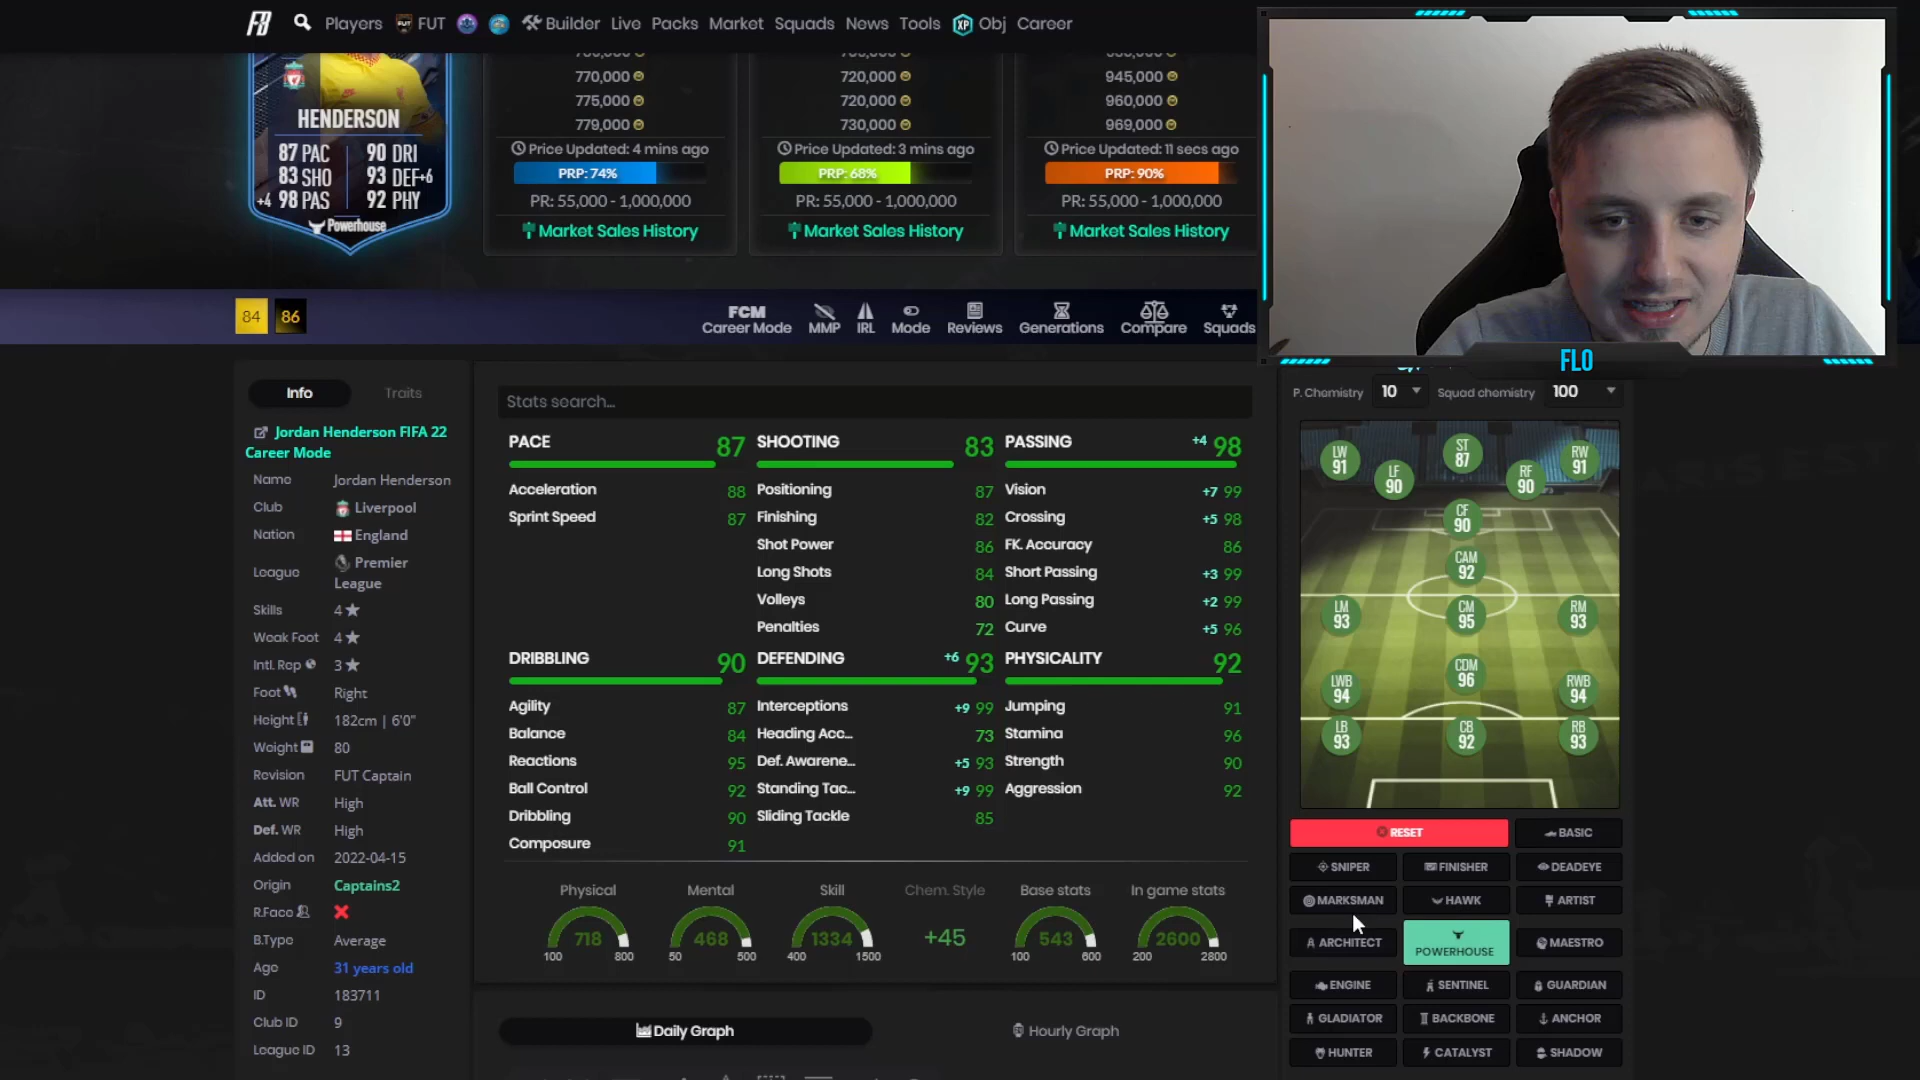 Players FUT Builder Live Packs Market Squads News Tools XP Obj Career
HENDERSON
87 PAC 90 DRI
83 SHO 93 DEF+6
+4 98 PAS 92 PHY
Powerhouse
770,000
775,000
779,000
Price Updated: 4 mins ago
PRP: 74%
PR: 55,000 - 1,000,000
Market Sales History
720,000
720,000
730,000
Price Updated: 3 mins ago
PRP: 68%
PR: 55,000 - 1,000,000
Market Sales History
945,000
960,000
969,000
Price Updated: 11 secs ago
PRP: 90%
PR: 55,000 - 1,000,000
Market Sales History
FLO
84 86
FCM
Career Mode MMP IRL Mode Reviews Generations Compare Squads
Info Traits
Jordan Henderson FIFA 22
Career Mode
Name Jordan Henderson
Club Liverpool
Nation England
League Premier
League
Skills 4
Weak Foot 4
Intl. Rep 3
Foot Right
Height 182cm | 6'0"
Weight 80
Revision FUT Captain
Att. WR High
Def. WR High
Added on 2022-04-15
Origin Captains2
R.Face
B.Type Average
Age 31 years old
ID 183711
Club ID 9
League ID 13
Stats search...
PACE 87
Acceleration 88
Sprint Speed 87
SHOOTING 83
Positioning 87
Finishing 82
Shot Power 86
Long Shots 84
Volleys 80
Penalties 72
PASSING +4 98
Vision +7 99
Crossing +5 98
FK. Accuracy 86
Short Passing +3 99
Long Passing +2 99
Curve +5 96
DRIBBLING 90
Agility 87
Balance 84
Reactions 95
Ball Control 92
Dribbling 90
Composure 91
DEFENDING +6 93
Interceptions +9 99
Heading Acc... 73
Def. Awarene... +5 93
Standing Tac... +9 99
Sliding Tackle 85
PHYSICALITY 92
Jumping 91
Stamina 96
Strength 90
Aggression 92
Physical Mental Skill Chem. Style Base stats In game stats
718 468 1334 +45 543 2600
100 800 50 500 400 1500 100 600 200 2800
Daily Graph Hourly Graph
P. Chemistry 10 Squad chemistry 100
LW 91
ST 87
RW 91
LF 90
RF 90
CF 90
CAM 92
LM 93
CM 95
RM 93
LWB 94
CDM 96
RWB 94
LB 93
CB 92
RB 93
RESET BASIC
SNIPER FINISHER DEADEYE
MARKSMAN HAWK ARTIST
ARCHITECT POWERHOUSE MAESTRO
ENGINE SENTINEL GUARDIAN
GLADIATOR BACKBONE ANCHOR
HUNTER CATALYST SHADOW